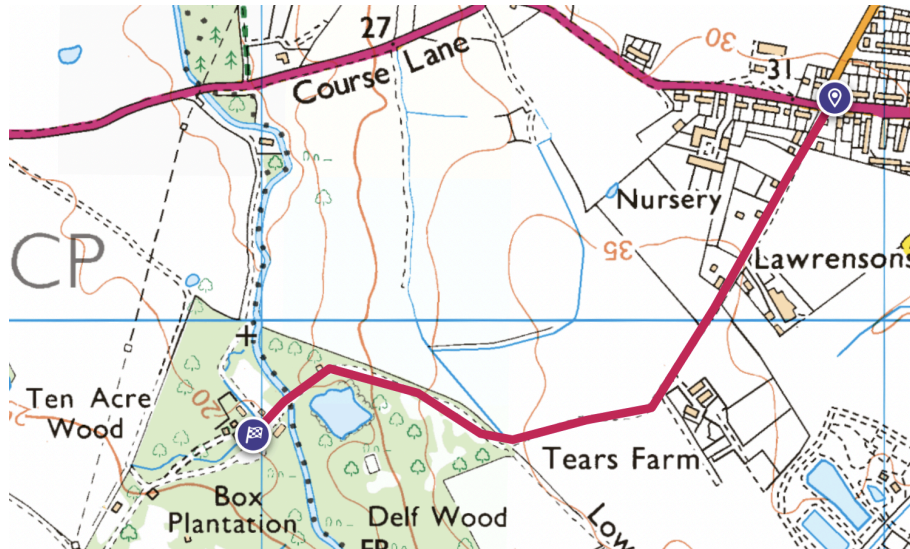 27
Course Lane
30
31
CP
Nursery
35
Lawrensons
Ten Acre
Wood
20
Tears Farm
Box
Plantation
Delf Wood
Low